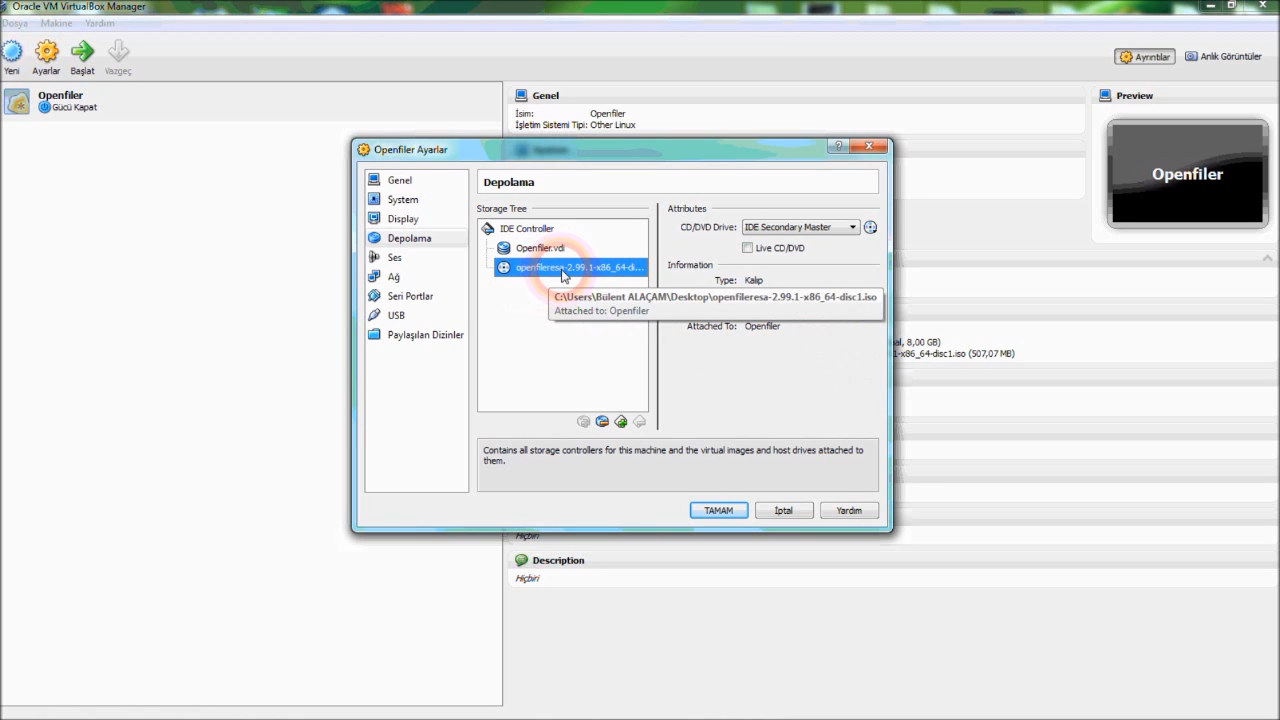 Oracle VM VirtualBox Manager
Dosya Makine Yardım
Yeni Ayarlar Başlat Vazgeç
Ayrıntılar Anlık Görüntüler
Openfiler
Gücü Kapat
Genel
İsim: Openfiler
İşletim Sistemi Tipi: Other Linux
Preview
Openfiler
Openfiler Ayarlar
?
Genel
System
Display
Depolama
Ses
Ağ
Seri Portlar
USB
Paylaşılan Dizinler
Depolama
Storage Tree
IDE Controller
Openfiler.vdi
openfileresa-2.99.1-x86_64-di...
Attributes
CD/DVD Drive: IDE Secondary Master
Live CD/DVD
Information
Type: Kalıp
C:\Users\Bülent ALAÇAM\Desktop\openfileresa-2.99.1-x86_64-disc1.iso
Attached to: Openfiler
Attached To: Openfiler
al, 8,00 GB)
1-x86_64-disc1.iso (507,07 MB)
Contains all storage controllers for this machine and the virtual images and host drives attached to
them.
TAMAM İptal Yardım
Hiçbiri
Description
Hiçbiri